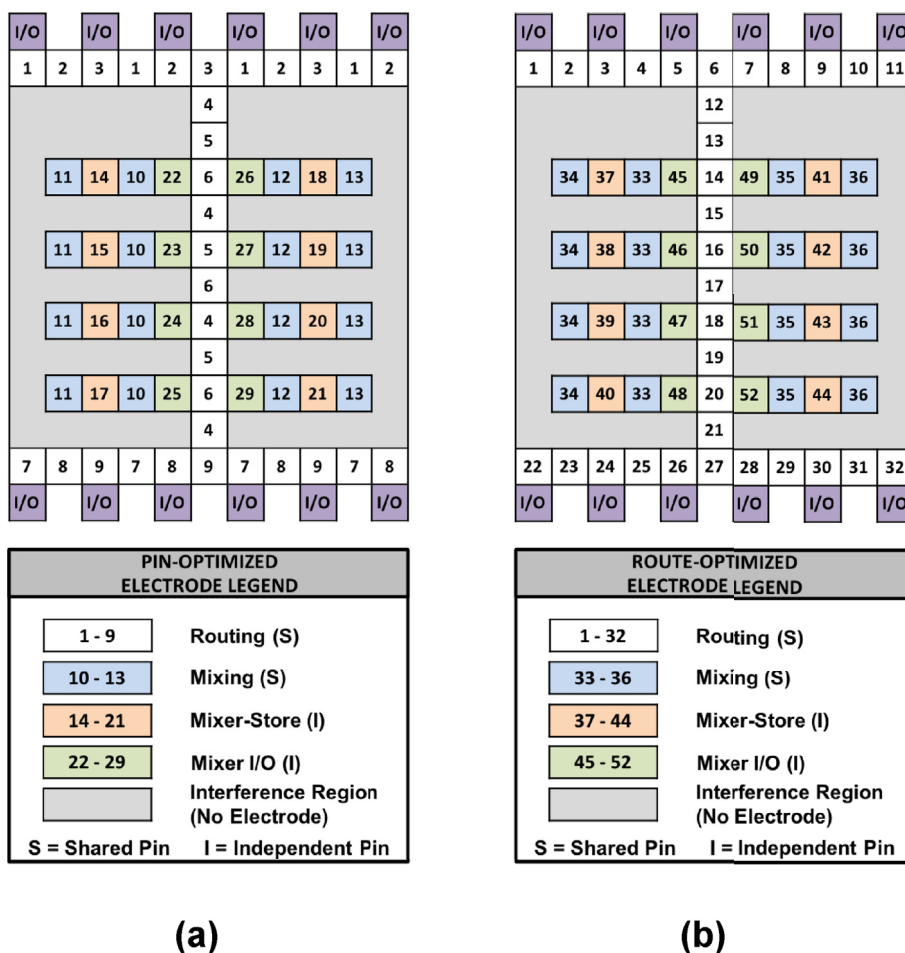 I/O I/O I/O I/O I/O I/O
1 2 3 1 2 3 1 2 3 1 2
4
5
11 14 10 22 6 26 12 18 13
4
11 15 10 23 5 27 12 19 13
6
11 16 10 24 4 28 12 20 13
5
11 17 10 25 6 29 12 21 13
4
7 8 9 7 8 9 7 8 9 7 8
I/O I/O I/O I/O I/O I/O
PIN-OPTIMIZED
ELECTRODE LEGEND
1 - 9 Routing (S)
10 - 13 Mixing (S)
14 - 21 Mixer-Store (I)
22 - 29 Mixer I/O (I)
Interference Region
(No Electrode)
S = Shared Pin I = Independent Pin
(a)
I/O I/O I/O I/O I/O I/O
1 2 3 4 5 6 7 8 9 10 11
12
13
34 37 33 45 14 49 35 41 36
15
34 38 33 46 16 50 35 42 36
17
34 39 33 47 18 51 35 43 36
19
34 40 33 48 20 52 35 44 36
21
22 23 24 25 26 27 28 29 30 31 32
I/O I/O I/O I/O I/O I/O
ROUTE-OPTIMIZED
ELECTRODE LEGEND
1 - 32 Routing (S)
33 - 36 Mixing (S)
37 - 44 Mixer-Store (I)
45 - 52 Mixer I/O (I)
Interference Region
(No Electrode)
S = Shared Pin I = Independent Pin
(b)